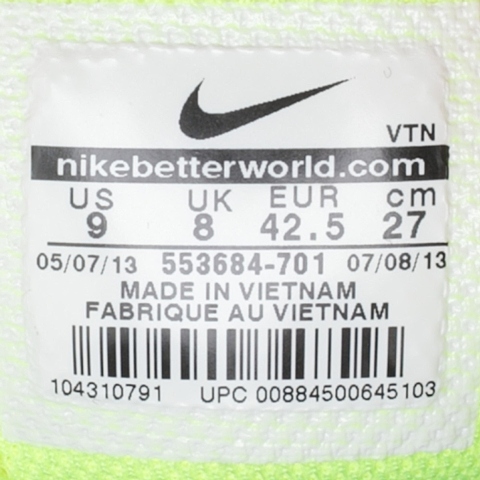 VTN
nikebetterworld.com
US UK EUR cm
9 8 42.5 27
05/07/13 553684-701 07/08/13
MADE IN VIETNAM
FABRIQUE AU VIETNAM
104310791 UPC 00884500645103